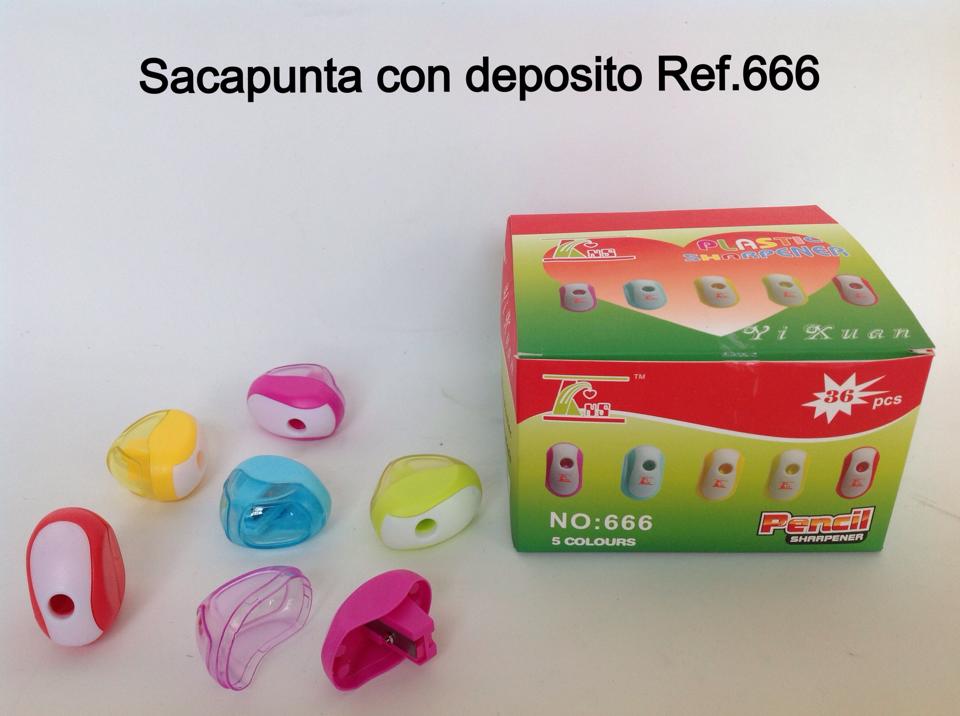 Sacapunta con deposito Ref.666
PLASTIC
SHARPENER
Yi Xuan
TM
36 pcs
NO:666
5 COLOURS
Pencil
SHARPENER